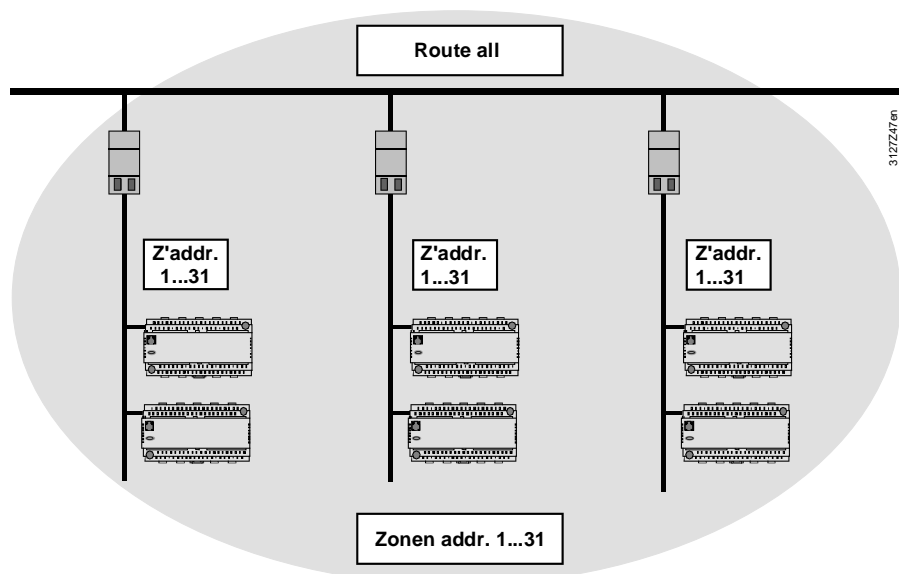 Route all
3127Z47en
Z'addr.
1...31
Z'addr.
1...31
Z'addr.
1...31
Zonen addr. 1...31